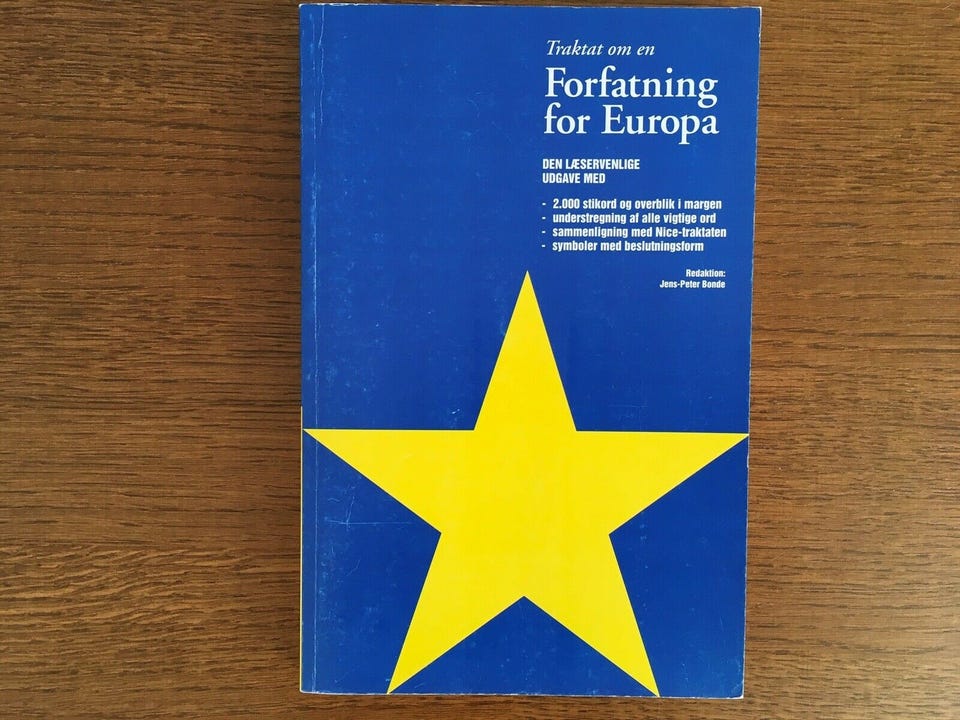 Traktat om en
Forfatning
for Europa
DEN LÆSERVENLIGE
UDGAVE MED
- 2.000 stikord og overblik i margen
- understregning af alle vigtige ord
- sammenligning med Nice-traktaten
- symboler med beslutningsform
Redaktion:
Jens-Peter Bonde